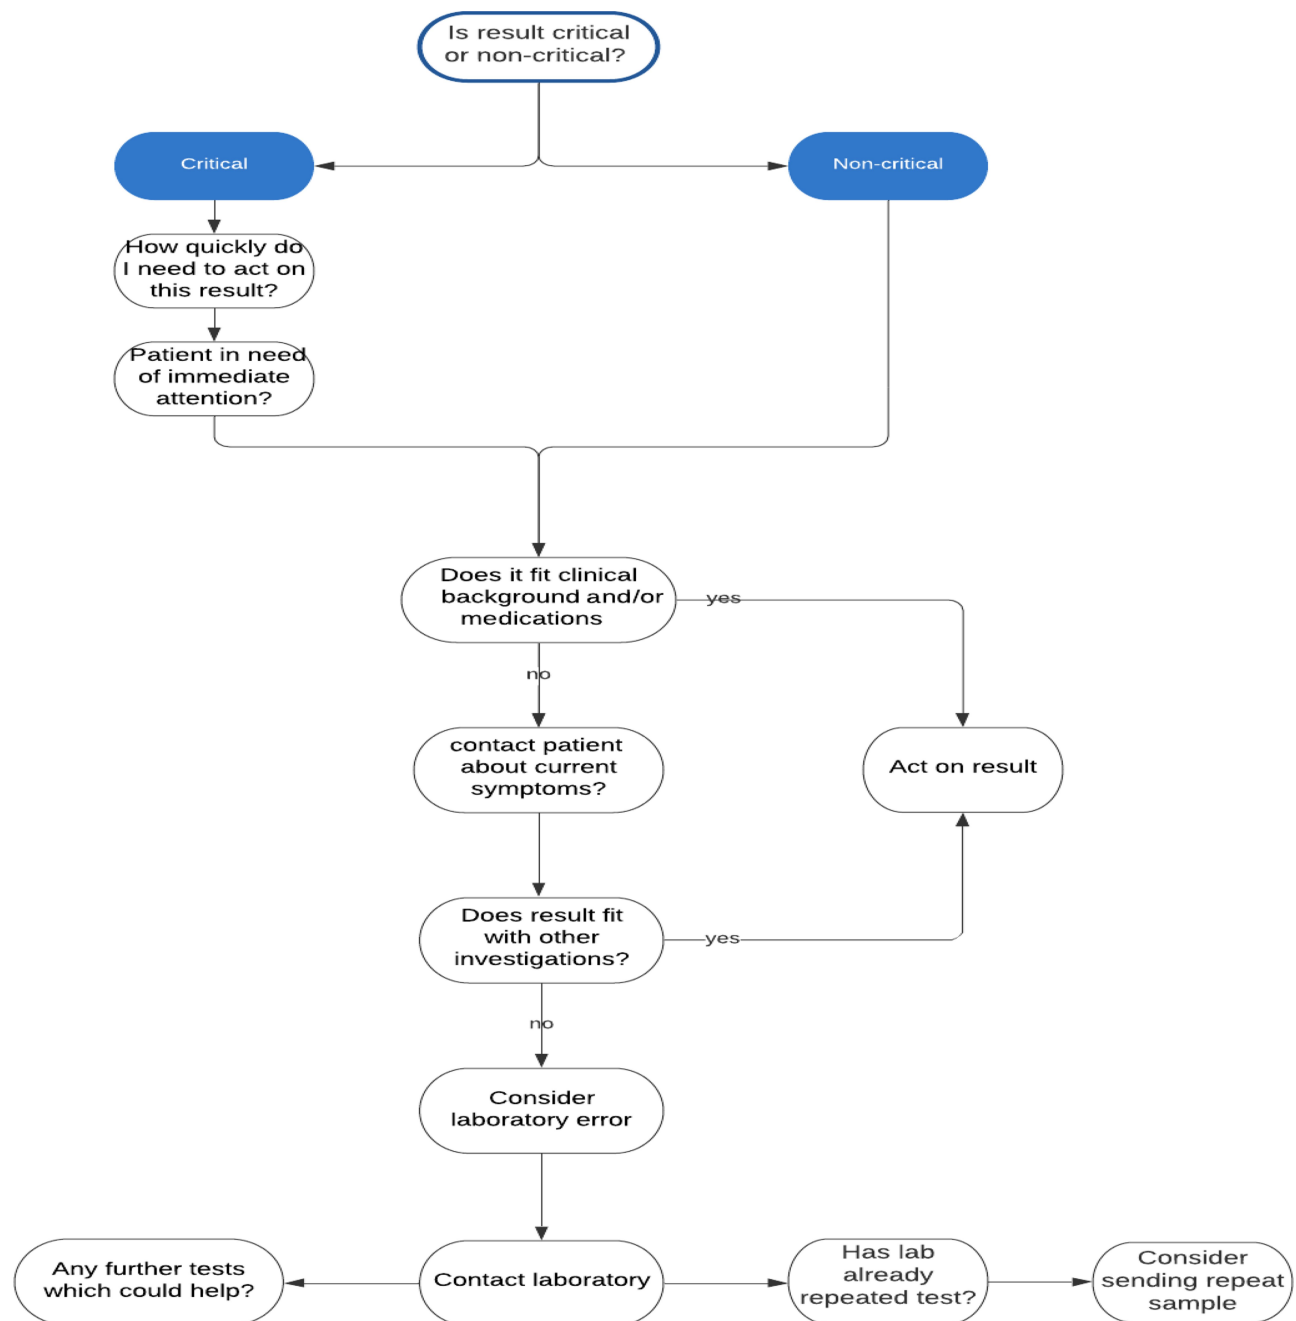 Is result critical
or non-critical?
Critical
Non-critical
How quickly do
I need to act on
this result?
Patient in need
of immediate
attention?
Does it fit clinical
background and/or
medications
yes
no
contact patient
about current
symptoms?
Act on result
Does result fit
with other
investigations?
yes
no
Consider
laboratory error
Any further tests
which could help?
Contact laboratory
Has lab
already
repeated test?
Consider
sending repeat
sample